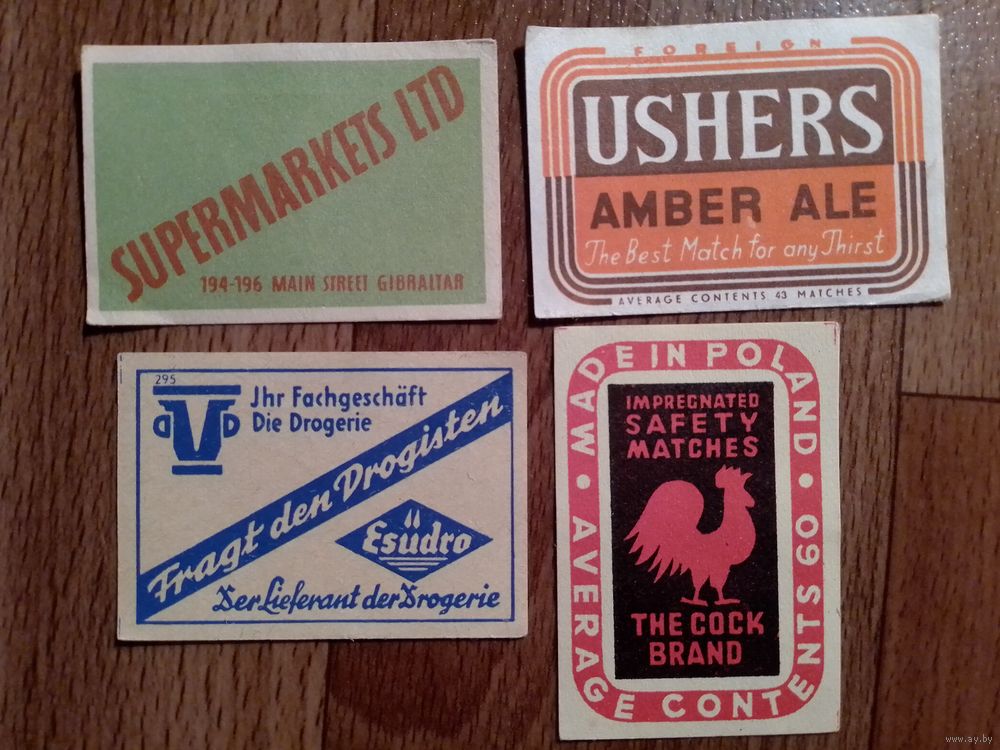 SUPERMARKETS LTD
194-196 MAIN STREET GIBRALTAR
FOREIGN
USHERS
AMBER ALE
The Best Match for any Thirst
AVERAGE CONTENTS 43 MATCHES
295
D D
Jhr Fachgeschäft
Die Drogerie
Fragt den Drogisten
Esüdro
Der Lieferant der Drogerie
MADE IN POLAND • AVERAGE CONTENTS 60 •
IMPREGNATED
SAFETY
MATCHES
THE COCK
BRAND
www.ay.by